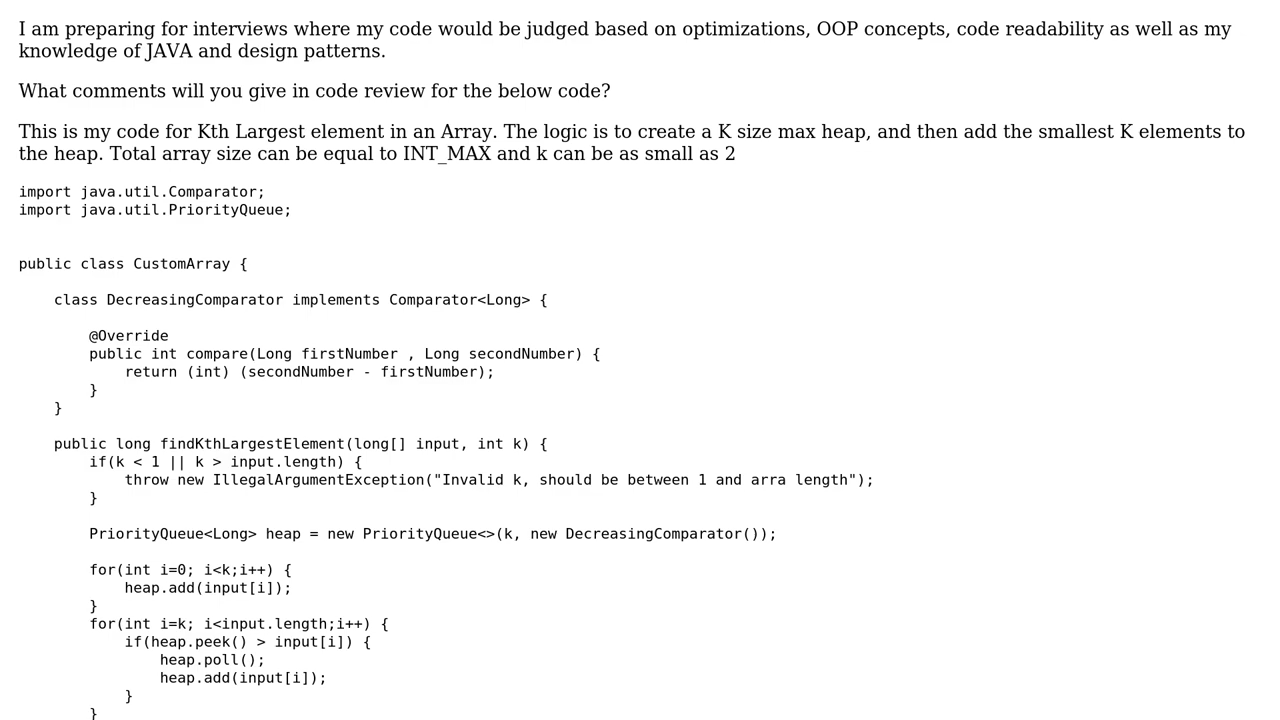 I am preparing for interviews where my code would be judged based on optimizations, OOP concepts, code readability as well as my
knowledge of JAVA and design patterns.
What comments will you give in code review for the below code?
This is my code for Kth Largest element in an Array. The logic is to create a K size max heap, and then add the smallest K elements to
the heap. Total array size can be equal to INT_MAX and k can be as small as 2
import java.util.Comparator;
import java.util.PriorityQueue;
public class CustomArray {
    class DecreasingComparator implements Comparator<Long> {
        @Override
        public int compare(Long firstNumber , Long secondNumber) {
            return (int) (secondNumber - firstNumber);
        }
    }
    public long findKthLargestElement(long[] input, int k) {
        if(k < 1 || k > input.length) {
            throw new IllegalArgumentException("Invalid k, should be between 1 and arra length");
        }
        PriorityQueue<Long> heap = new PriorityQueue<>(k, new DecreasingComparator());
        for(int i=0; i<k;i++) {
            heap.add(input[i]);
        }
        for(int i=k; i<input.length;i++) {
            if(heap.peek() > input[i]) {
                heap.poll();
                heap.add(input[i]);
            }
        }